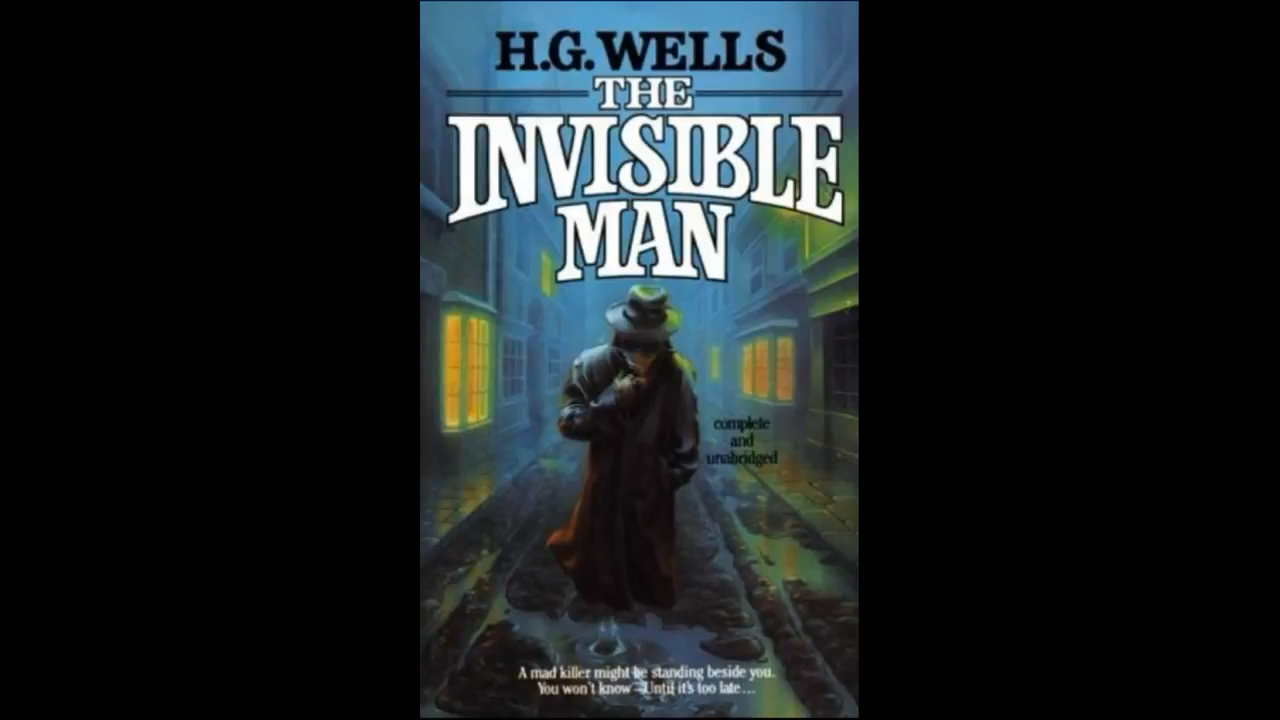 H.G. WELLS
THE
INVISIBLE
MAN
complete
and
unabridged
A mad killer might be standing beside you.
You won't know—Until it's too late...